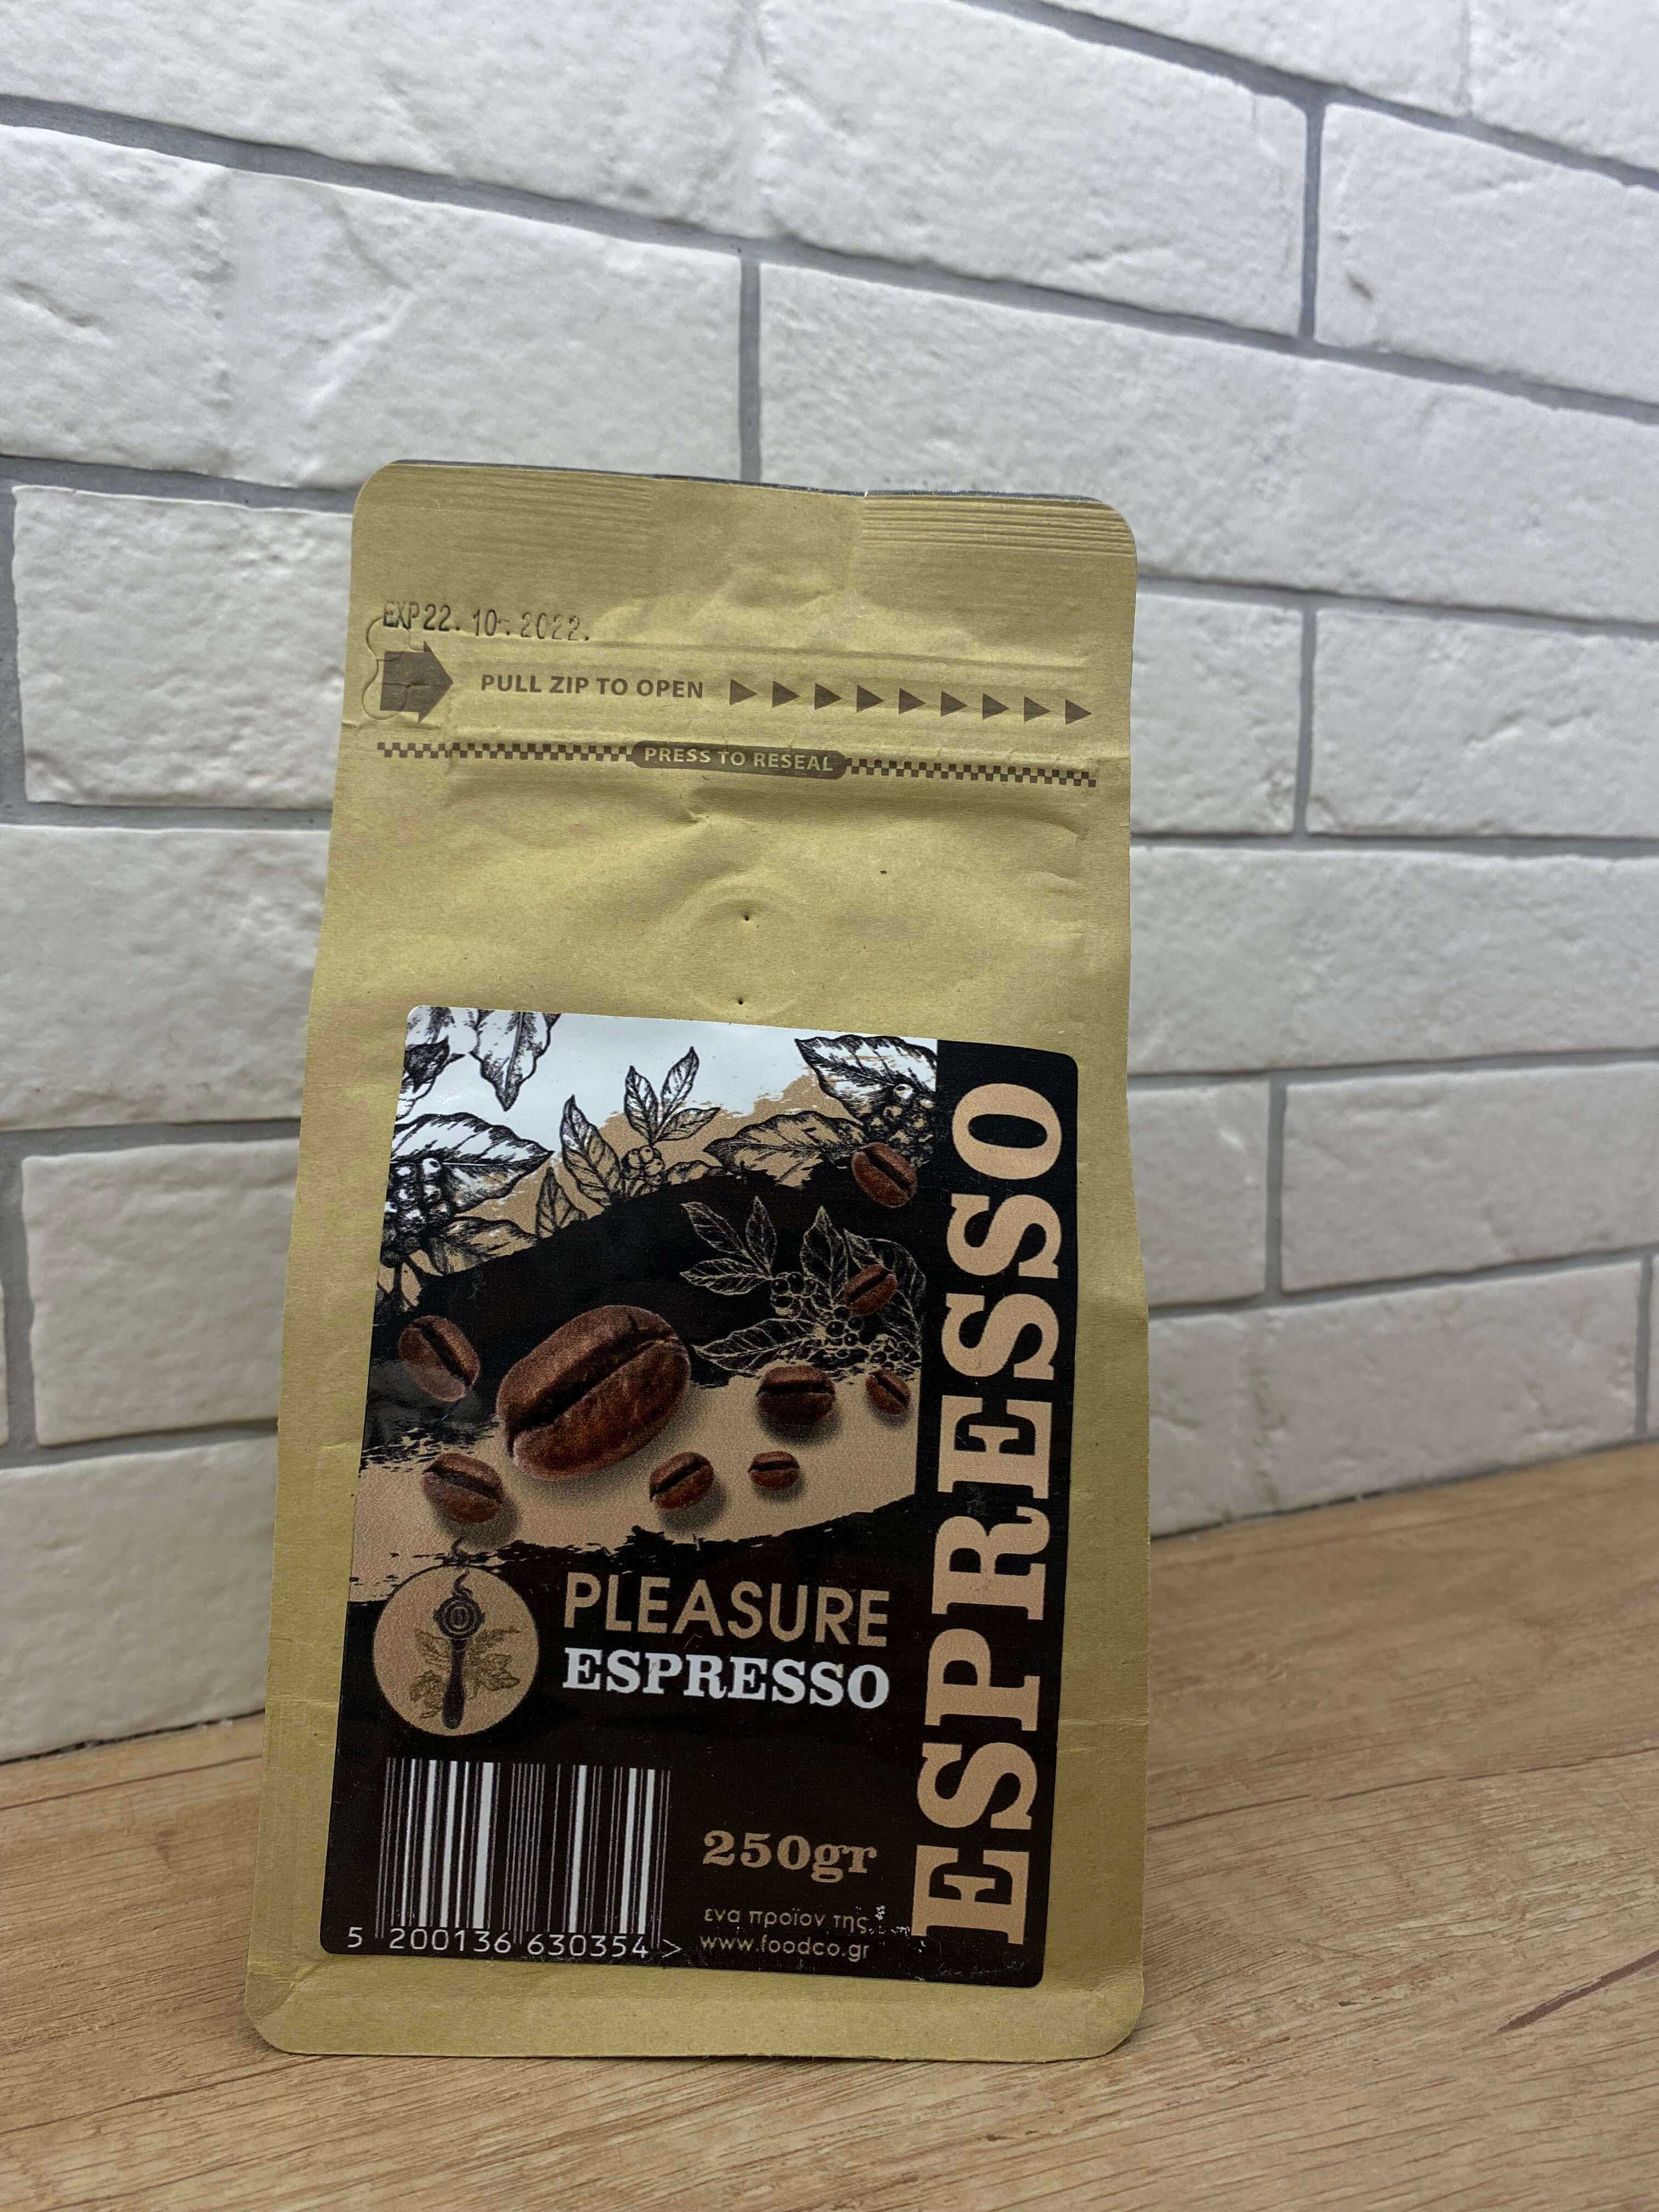 EXP 22.10.2022.
PULL ZIP TO OPEN
PRESS TO RESEAL
ESPRESSO
PLEASURE
ESPRESSO
250gr
ενα προϊον της
www.foodco.gr
5 200136 630354 >